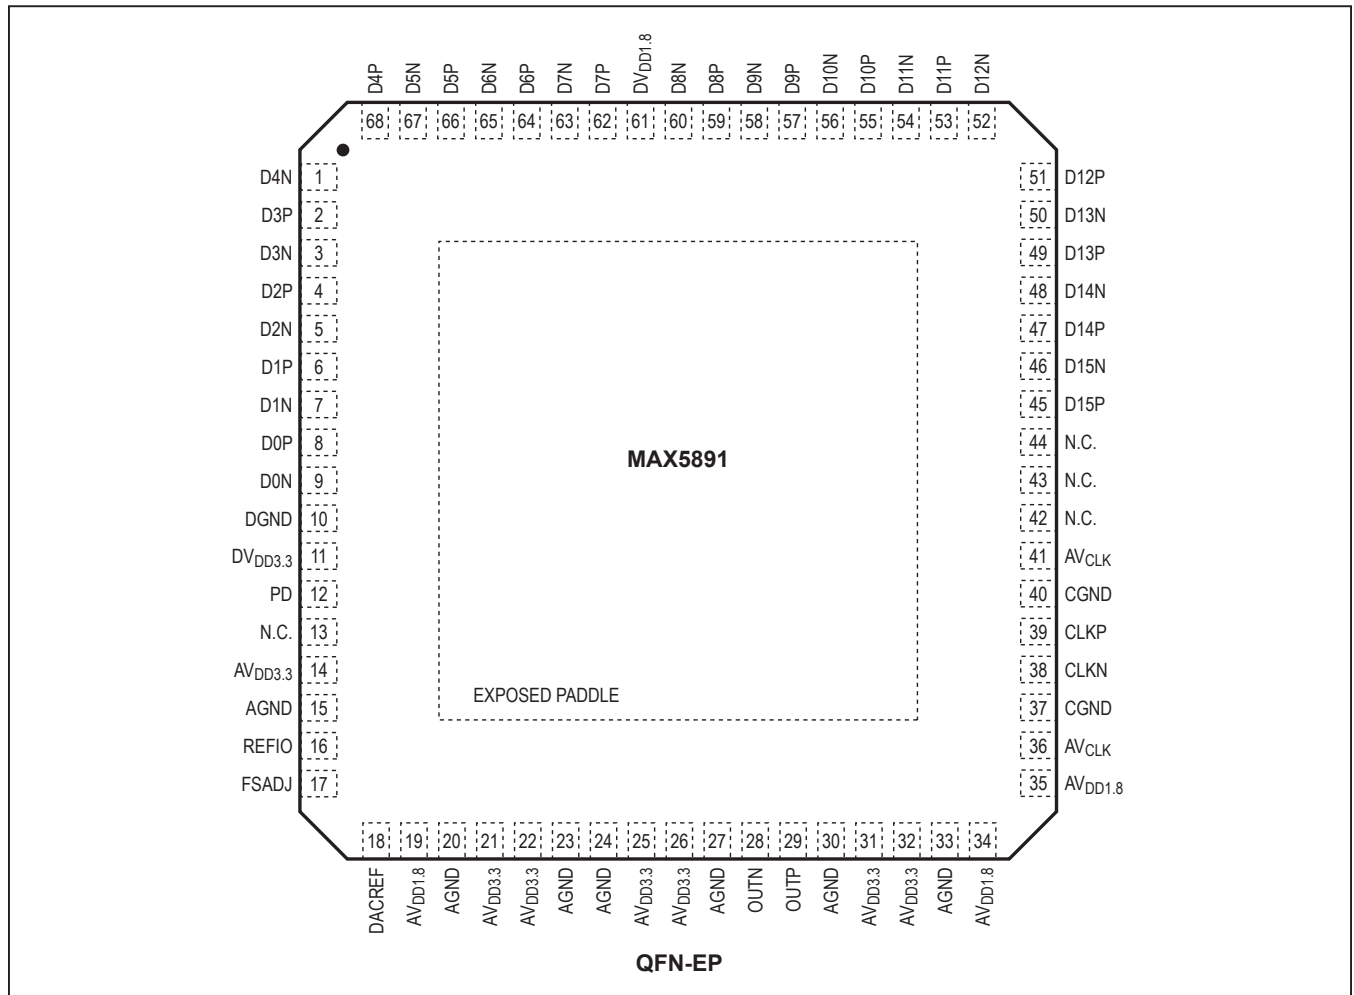 D4P D5N D5P D6N D6P D7N D7P DVDD1.8 D8N D8P D9N D9P D10N D10P D11N D11P D12N
68 67 66 65 64 63 62 61 60 59 58 57 56 55 54 53 52
D4N 1 51 D12P
D3P 2 50 D13N
D3N 3 49 D13P
D2P 4 48 D14N
D2N 5 47 D14P
D1P 6 46 D15N
D1N 7 45 D15P
D0P 8 44 N.C.
MAX5891
D0N 9 43 N.C.
DGND 10 42 N.C.
DVDD3.3 11 41 AVCLK
PD 12 40 CGND
N.C. 13 39 CLKP
AVDD3.3 14 38 CLKN
EXPOSED PADDLE
AGND 15 37 CGND
REFIO 16 36 AVCLK
FSADJ 17 35 AVDD1.8
18 19 20 21 22 23 24 25 26 27 28 29 30 31 32 33 34
DACREF AVDD1.8 AGND AVDD3.3 AVDD3.3 AGND AGND AVDD3.3 AVDD3.3 AGND OUTN OUTP AGND AVDD3.3 AVDD3.3 AGND AVDD1.8
QFN-EP